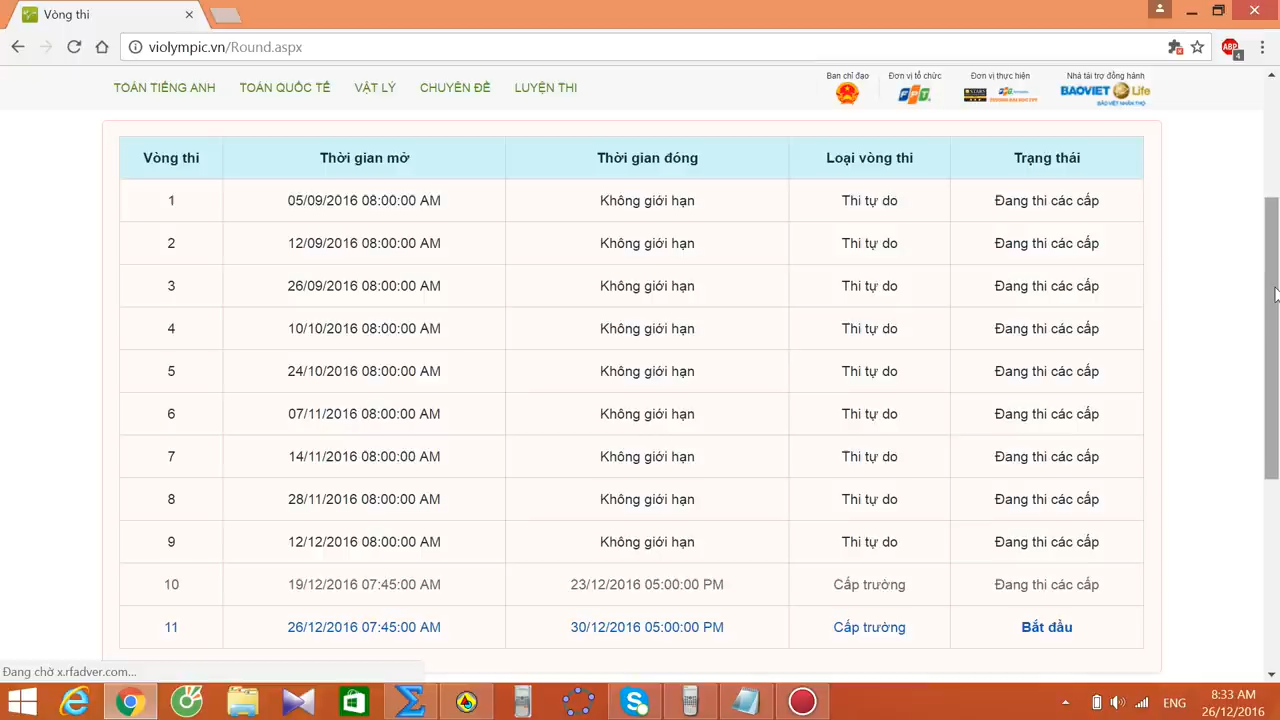 Vòng thi
violympic.vn/Round.aspx
ABP
4
TOÁN TIẾNG ANH TOÁN QUỐC TẾ VẬT LÝ CHUYÊN ĐỀ LUYỆN THI
Ban chỉ đạo Đơn vị tổ chức Đơn vị thực hiện Nhà tài trợ đồng hành
FPT
BAOVIET Life
BẢO VIỆT NHÂN THỌ
Vòng thi Thời gian mở Thời gian đóng Loại vòng thi Trạng thái
1 05/09/2016 08:00:00 AM Không giới hạn Thi tự do Đang thi các cấp
2 12/09/2016 08:00:00 AM Không giới hạn Thi tự do Đang thi các cấp
3 26/09/2016 08:00:00 AM Không giới hạn Thi tự do Đang thi các cấp
4 10/10/2016 08:00:00 AM Không giới hạn Thi tự do Đang thi các cấp
5 24/10/2016 08:00:00 AM Không giới hạn Thi tự do Đang thi các cấp
6 07/11/2016 08:00:00 AM Không giới hạn Thi tự do Đang thi các cấp
7 14/11/2016 08:00:00 AM Không giới hạn Thi tự do Đang thi các cấp
8 28/11/2016 08:00:00 AM Không giới hạn Thi tự do Đang thi các cấp
9 12/12/2016 08:00:00 AM Không giới hạn Thi tự do Đang thi các cấp
10 19/12/2016 07:45:00 AM 23/12/2016 05:00:00 PM Cấp trường Đang thi các cấp
11 26/12/2016 07:45:00 AM 30/12/2016 05:00:00 PM Cấp trường Bắt đầu
Đang chờ x.rfadver.com...
ENG
8:33 AM
26/12/2016